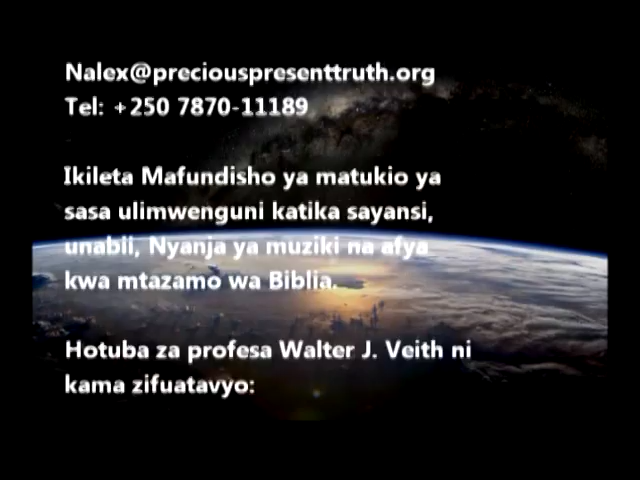 Nalex@preciouspresenttruth.org
Tel: +250 7870-11189
Ikileta Mafundisho ya matukio ya
sasa ulimwenguni katika sayansi,
unabii, Nyanja ya muziki na afya
kwa mtazamo wa Biblia.
Hotuba za profesa Walter J. Veith ni
kama zifuatavyo: